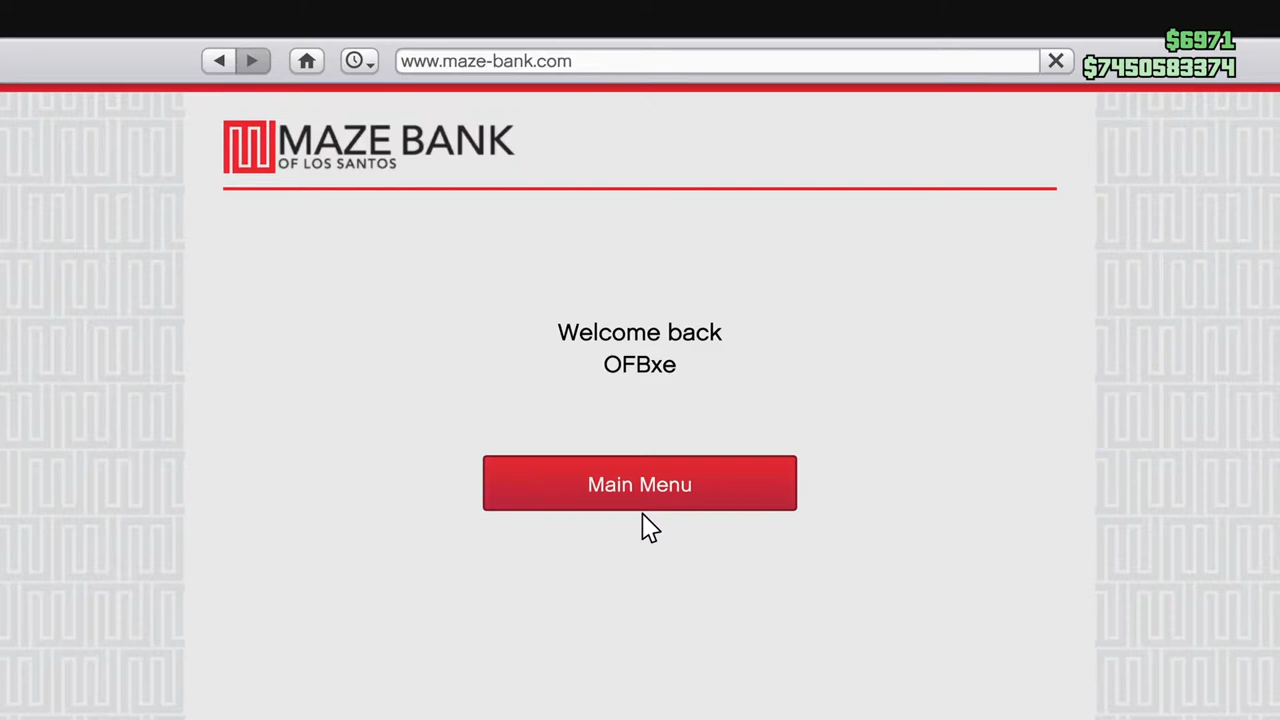 $6971
www.maze-bank.com
$7450583374
MAZE BANK
OF LOS SANTOS
Welcome back
OFBxe
Main Menu